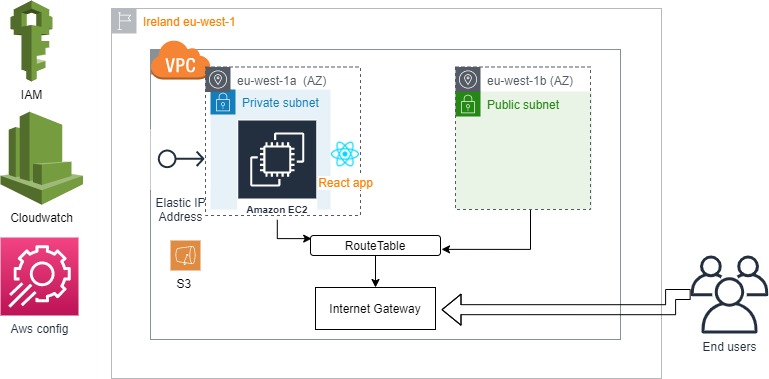 Ireland eu-west-1
IAM
Cloudwatch
Aws config
VPC
eu-west-1a (AZ)
Private subnet
React app
Amazon EC2
Elastic IP
Address
S3
eu-west-1b (AZ)
Public subnet
RouteTable
Internet Gateway
End users